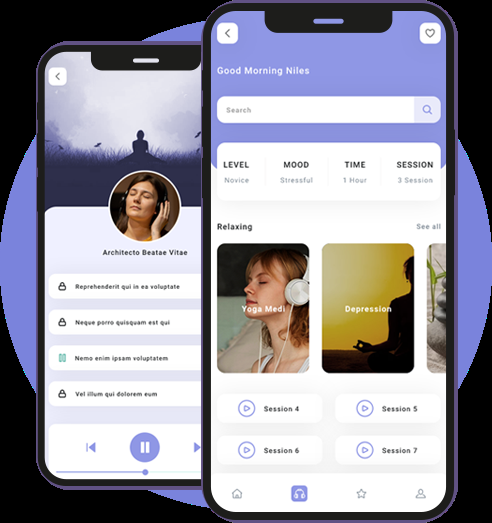 Architecto Beatae Vitae
Reprehenderit qui in ea voluptate
Neque porro quisquam est qui
Nemo enim ipsam voluptatem
Vel illum qui dolorem eum
Good Morning Niles
Search
LEVEL MOOD TIME SESSION
Novice Stressful 1 Hour 3 Session
Relaxing See all
Yoga Medi Depression
Session 4 Session 5
Session 6 Session 7